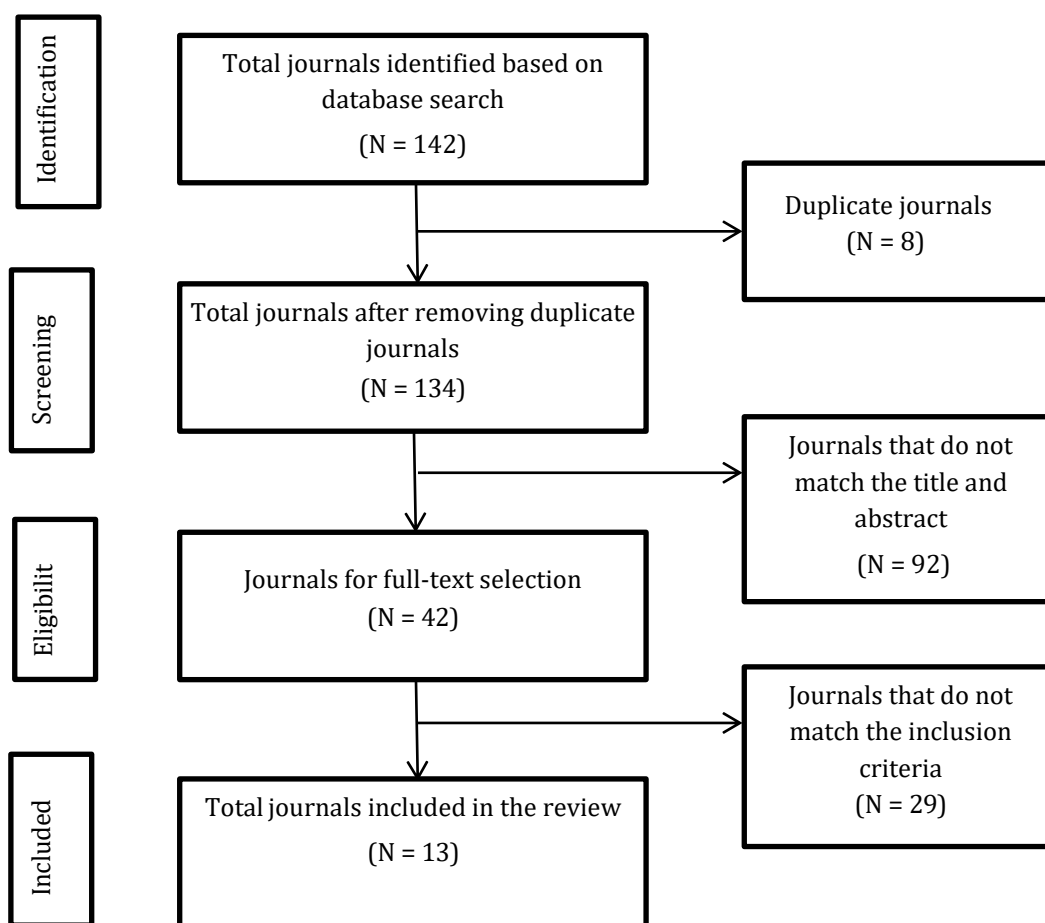 Identification
Total journals identified based on
database search
(N = 142)
Duplicate journals
(N = 8)
Screening
Total journals after removing duplicate
journals
(N = 134)
Journals that do not
match the title and
abstract
(N = 92)
Eligibilit
Journals for full-text selection
(N = 42)
Journals that do not
match the inclusion
criteria
(N = 29)
Included
Total journals included in the review
(N = 13)